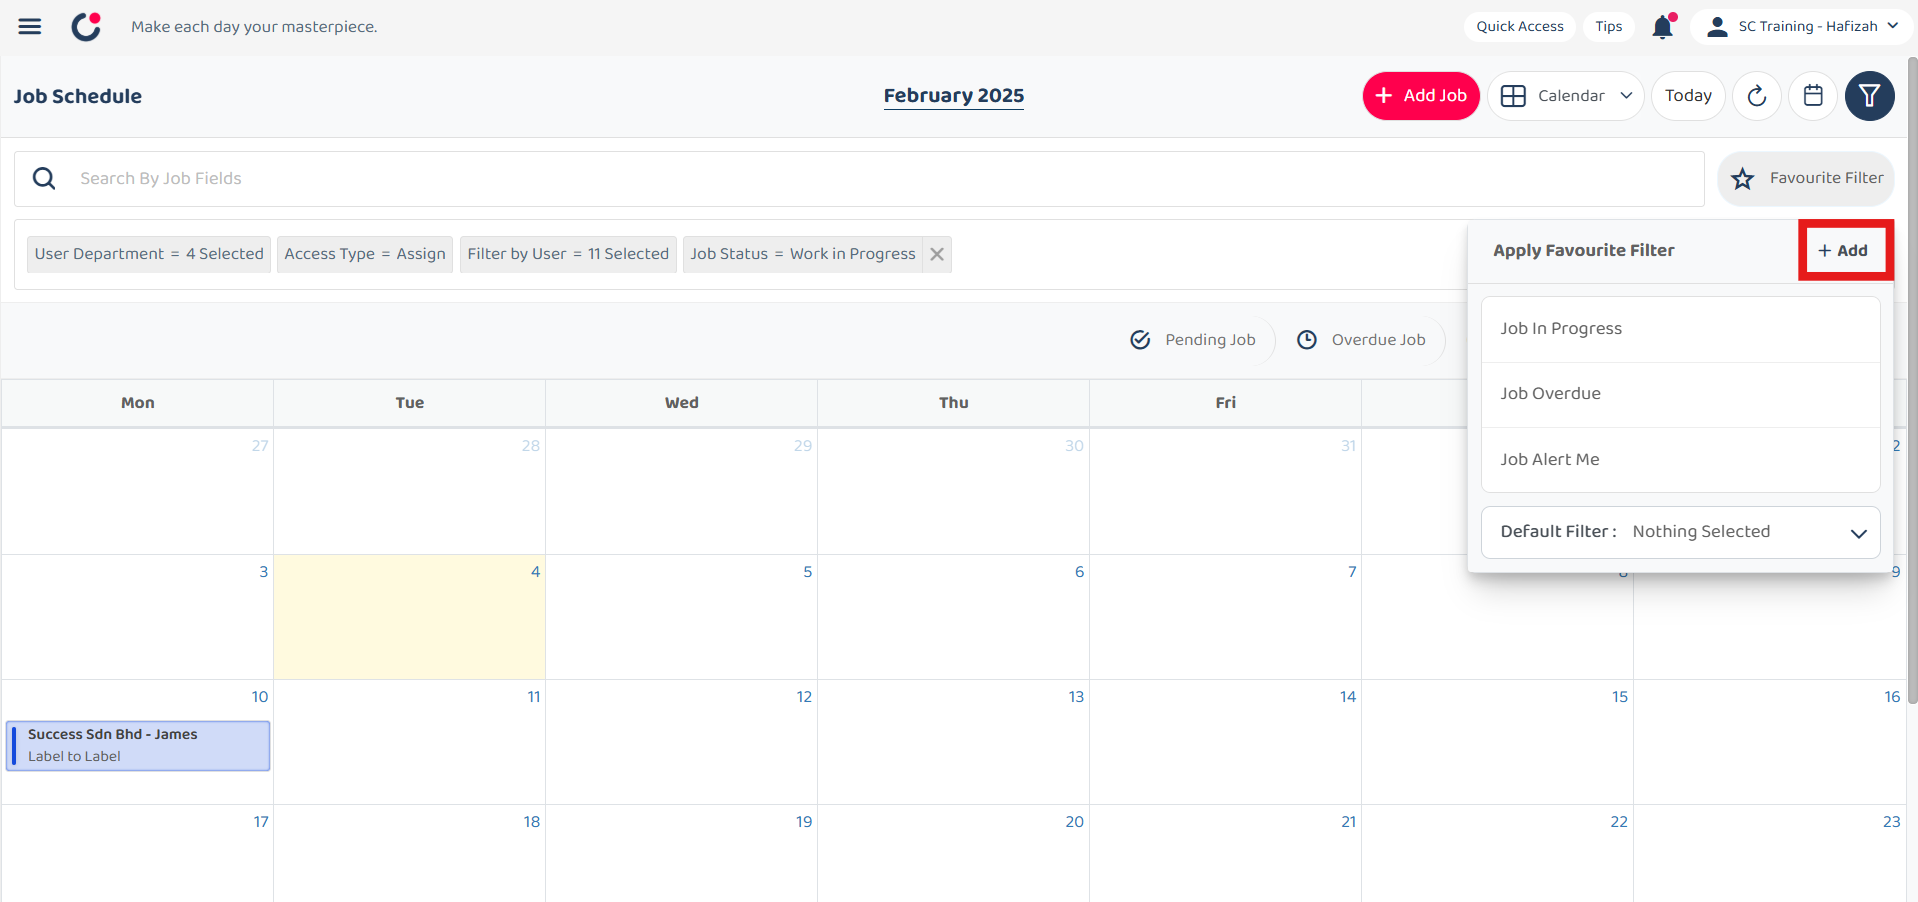 Make each day your masterpiece.
Quick Access
Tips
SC Training - Hafizah
Job Schedule
February 2025
+ Add Job
Calendar
Today
Search By Job Fields
Favourite Filter
User Department = 4 Selected
Access Type = Assign
Filter by User = 11 Selected
Job Status = Work in Progress
Apply Favourite Filter
+ Add
Job In Progress
Job Overdue
Job Alert Me
Default Filter : Nothing Selected
Pending Job
Overdue Job
Mon Tue Wed Thu Fri
27 28 29 30 31 2
3 4 5 6 7 8 9
10 11 12 13 14 15 16
Success Sdn Bhd - James
Label to Label
17 18 19 20 21 22 23